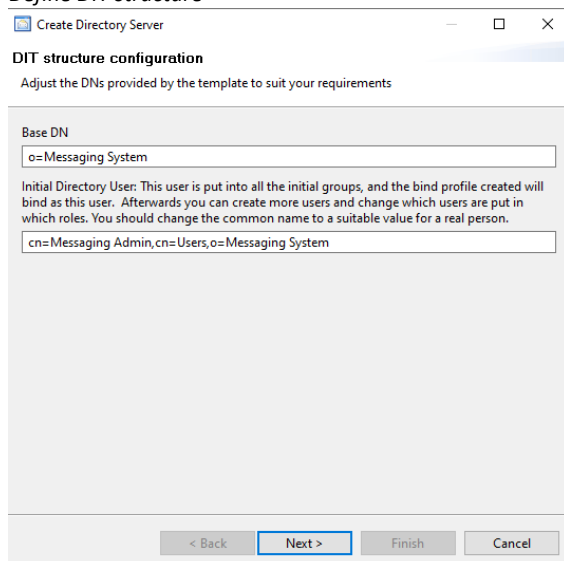 Create Directory Server
DIT structure configuration
Adjust the DNs provided by the template to suit your requirements
Base DN
o=Messaging System
Initial Directory User: This user is put into all the initial groups, and the bind profile created will
bind as this user. Afterwards you can create more users and change which users are put in
which roles. You should change the common name to a suitable value for a real person.
cn=Messaging Admin,cn=Users,o=Messaging System
< Back
Next >
Finish
Cancel